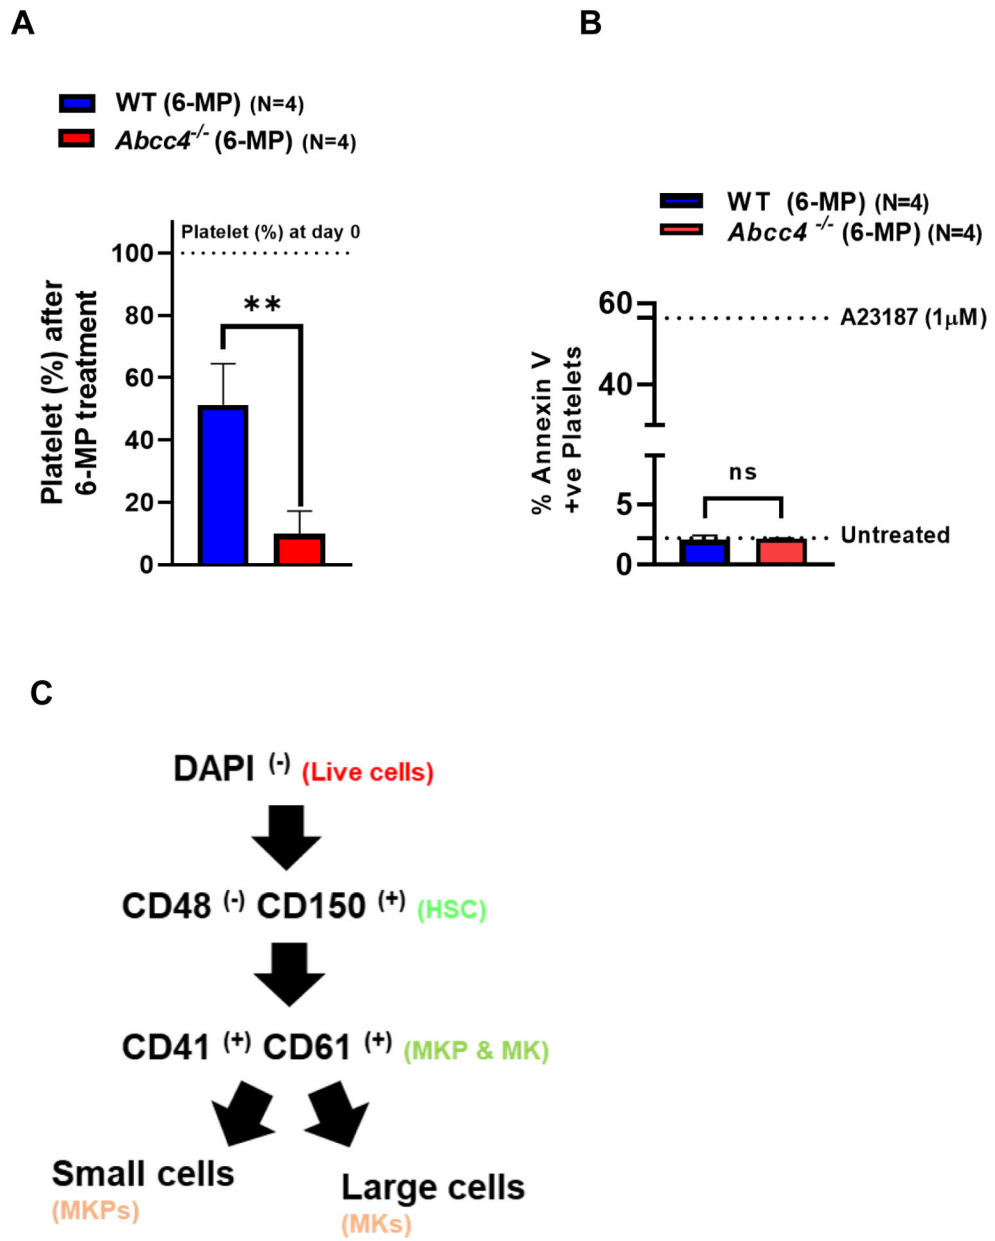 A
WT (6-MP) (N=4)
Abcc4-/- (6-MP) (N=4)
Platelet (%) at day 0
100
80
60
40
20
0
Platelet (%) after
6-MP treatment
**
B
WT (6-MP) (N=4)
Abcc4 -/- (6-MP) (N=4)
60
40
5
0
% Annexin V
+ve Platelets
A23187 (1μM)
ns
Untreated
C
DAPI (-) (Live cells)
CD48 (-) CD150 (+) (HSC)
CD41 (+) CD61 (+) (MKP & MK)
Small cells
(MKPs)
Large cells
(MKs)